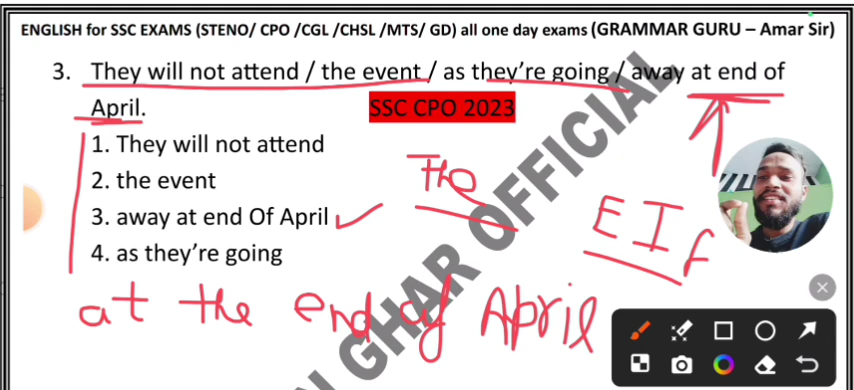 ENGLISH for SSC EXAMS (STENO/ CPO /CGL /CHSL /MTS/ GD) all one day exams (GRAMMAR GURU – Amar Sir)
3. They will not attend / the event / as they're going / away at end of
April.
SSC CPO 2023
1. They will not attend
2. the event
3. away at end Of April
4. as they're going
The
EIf
at the end of April
GHAR OFFICIAL